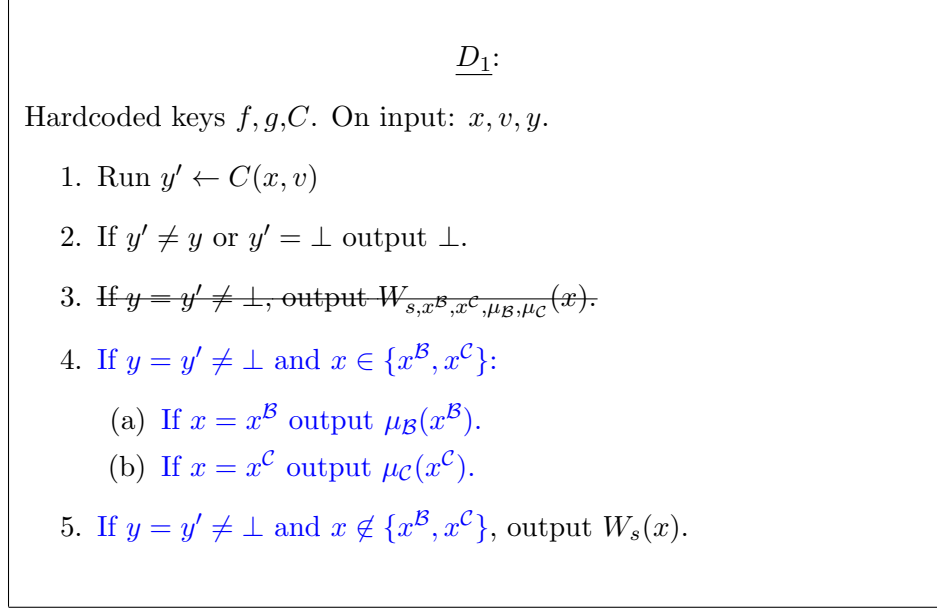 D₁:
Hardcoded keys f, g,C. On input: x, v, y.
1. Run y′ ← C(x, v)
2. If y′ ≠ y or y′ = ⊥ output ⊥.
3. If y = y′ ≠ ⊥, output W_{s,x^ℬ,x^𝒞,μ_ℬ,μ_𝒞}(x).
4. If y = y′ ≠ ⊥ and x ∈ {x^ℬ, x^𝒞}:
(a) If x = x^ℬ output μ_ℬ(x^ℬ).
(b) If x = x^𝒞 output μ_𝒞(x^𝒞).
5. If y = y′ ≠ ⊥ and x ∉ {x^ℬ, x^𝒞}, output W_s(x).